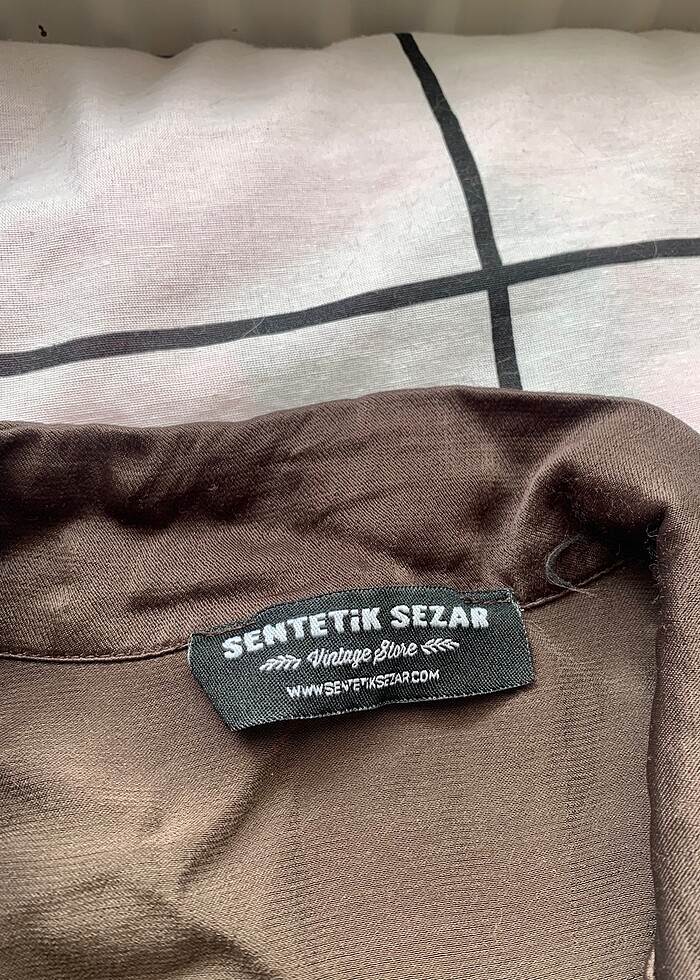 SENTETiK SEZAR
Vintage Store
WWW.SENTETiKSEZAR.COM